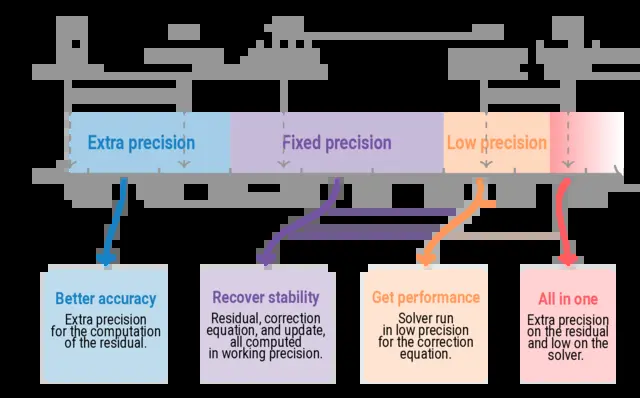 Extra precision
Fixed precision
Low precision
Better accuracy
Extra precision
for the computation
of the residual.
Recover stability
Residual, correction
equation, and update,
all computed
in working precision.
Get performance
Solver run
in low precision
for the correction
equation.
All in one
Extra precision
on the residual
and low on the
solver.